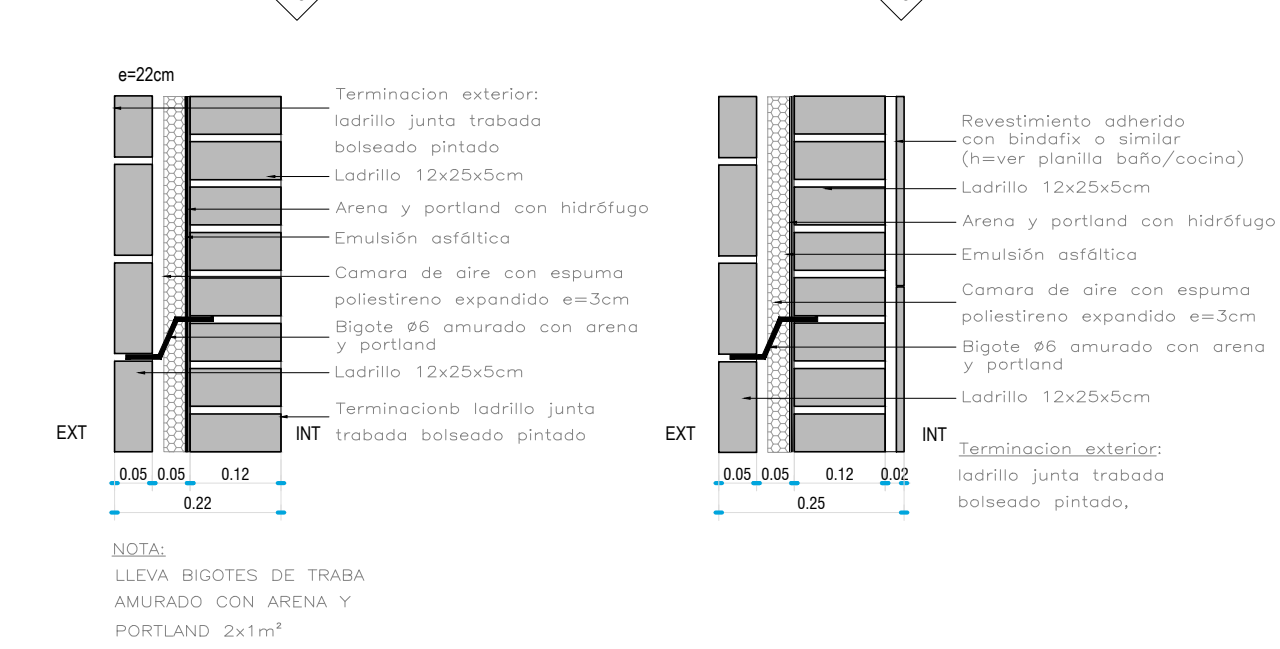 e=22cm
Terminacion exterior:
ladrillo junta trabada
bolseado pintado
Ladrillo 12x25x5cm
Arena y portland con hidrófugo
Emulsión asfáltica
Camara de aire con espuma
poliestireno expandido e=3cm
Bigote ø6 amurado con arena
y portland
Ladrillo 12x25x5cm
Terminacionb ladrillo junta
trabada bolseado pintado
EXT
INT
0.05 0.05 0.12
0.22
NOTA:
LLEVA BIGOTES DE TRABA
AMURADO CON ARENA Y
PORTLAND 2x1m²
Revestimiento adherido
con bindafix o similar
(h=ver planilla baño/cocina)
Ladrillo 12x25x5cm
Arena y portland con hidrófugo
Emulsión asfáltica
Camara de aire con espuma
poliestireno expandido e=3cm
Bigote ø6 amurado con arena
y portland
Ladrillo 12x25x5cm
EXT
INT
Terminacion exterior:
ladrillo junta trabada
bolseado pintado,
0.05 0.05 0.12 0.02
0.25